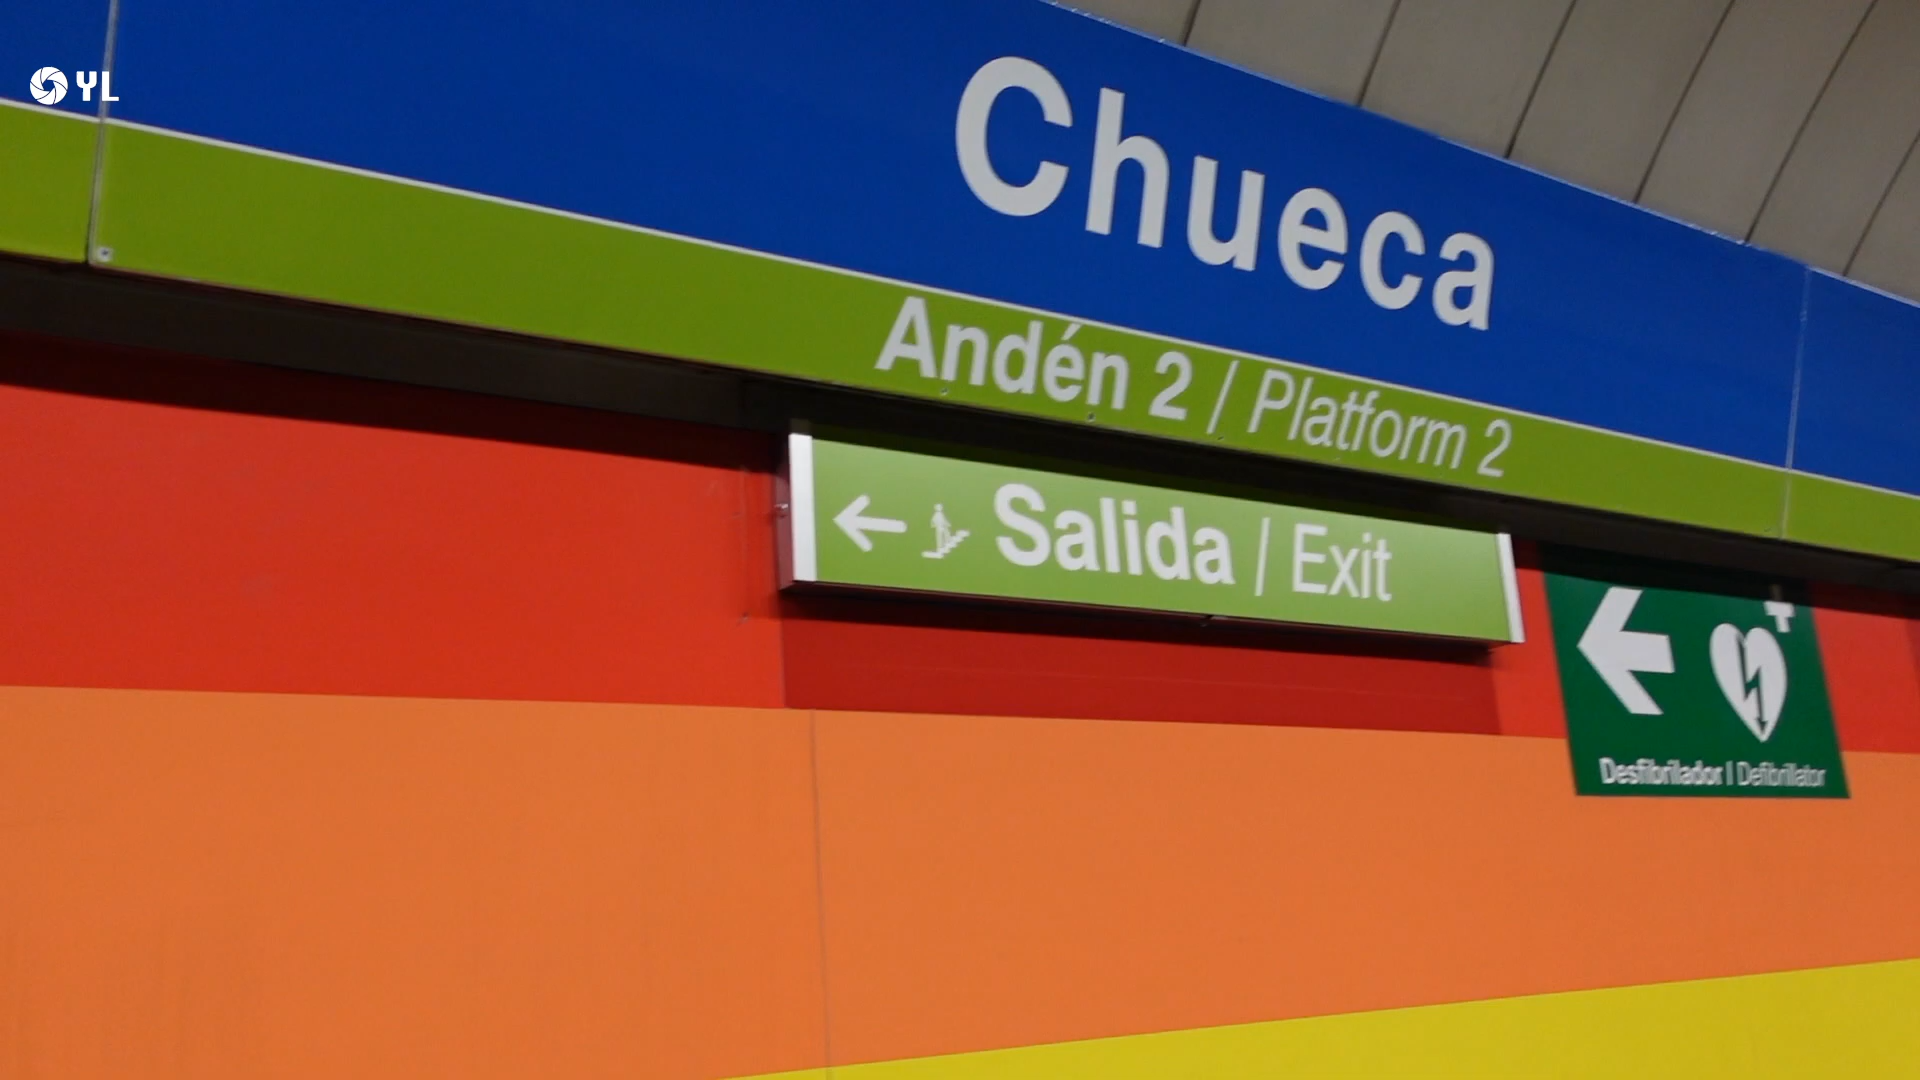 YL
Chueca
Andén 2 / Platform 2
Salida / Exit
Desfibrilador | Defibrillator